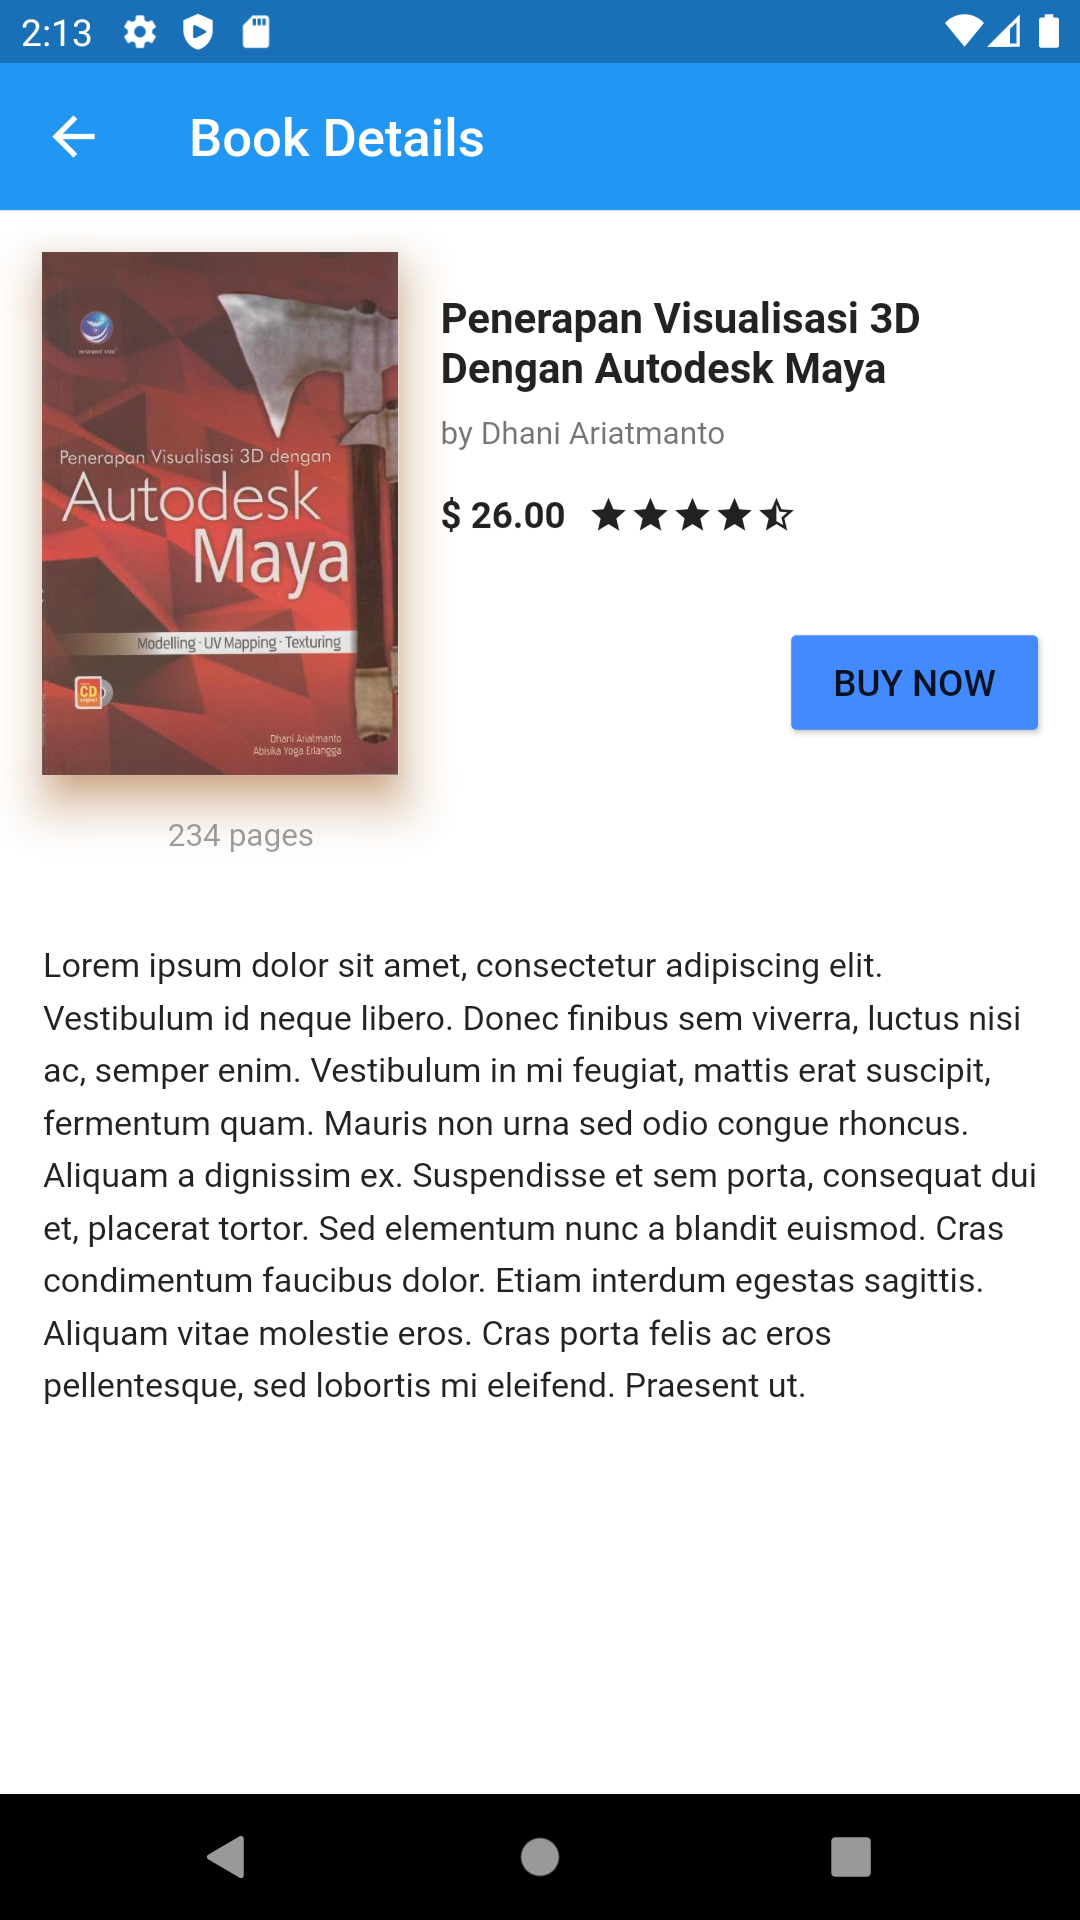 2:13
Book Details
PENERBIT ANDI
Penerapan Visualisasi 3D dengan
Autodesk
Maya
Modelling - UV Mapping - Texturing
CD
Dhani Ariatmanto
Abisika Yoga Erlangga
Penerapan Visualisasi 3D
Dengan Autodesk Maya
by Dhani Ariatmanto
$ 26.00
BUY NOW
234 pages
Lorem ipsum dolor sit amet, consectetur adipiscing elit.
Vestibulum id neque libero. Donec finibus sem viverra, luctus nisi
ac, semper enim. Vestibulum in mi feugiat, mattis erat suscipit,
fermentum quam. Mauris non urna sed odio congue rhoncus.
Aliquam a dignissim ex. Suspendisse et sem porta, consequat dui
et, placerat tortor. Sed elementum nunc a blandit euismod. Cras
condimentum faucibus dolor. Etiam interdum egestas sagittis.
Aliquam vitae molestie eros. Cras porta felis ac eros
pellentesque, sed lobortis mi eleifend. Praesent ut.